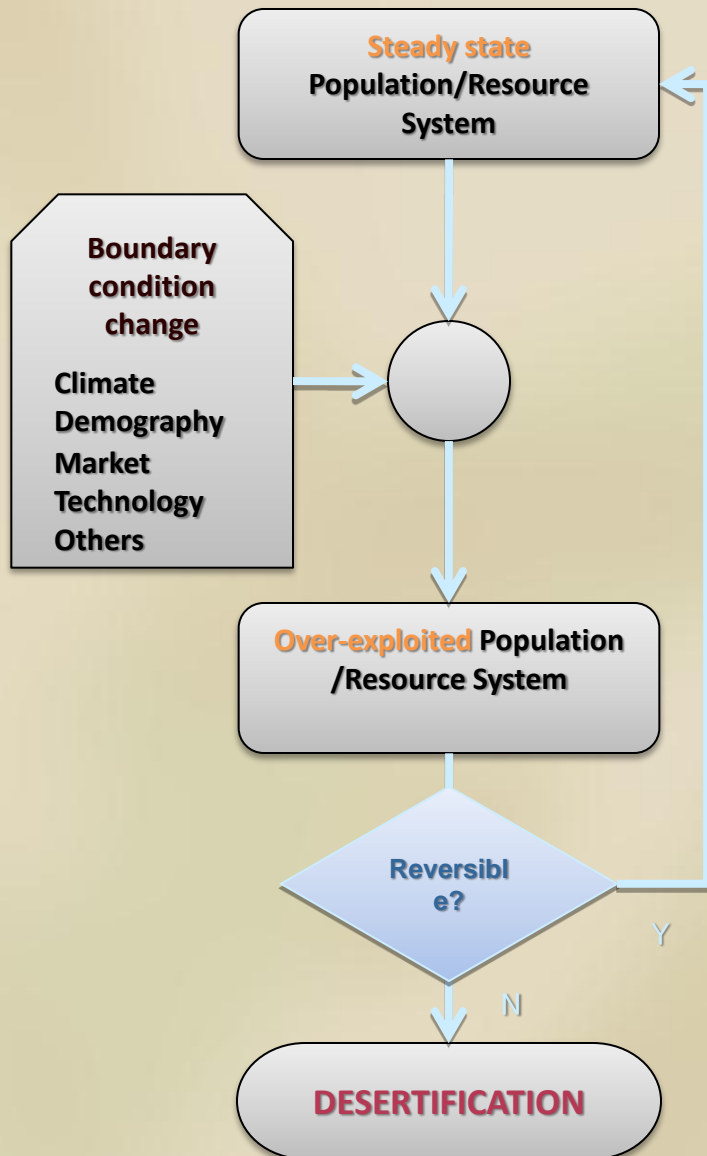 Steady state
Population/Resource
System
Boundary
condition
change
Climate
Demography
Market
Technology
Others
Over-exploited Population
/Resource System
Reversibl
e?
Y
N
DESERTIFICATION